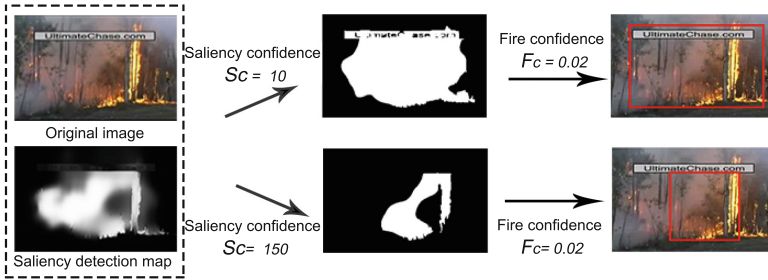 UltimateChase.com
Original image
Saliency detection map
Saliency confidence
Sc = 10
Saliency confidence
Sc= 150
UltimateChase.com
Fire confidence
Fc = 0.02
Fire confidence
Fc = 0.02
UltimateChase.com
UltimateChase.com